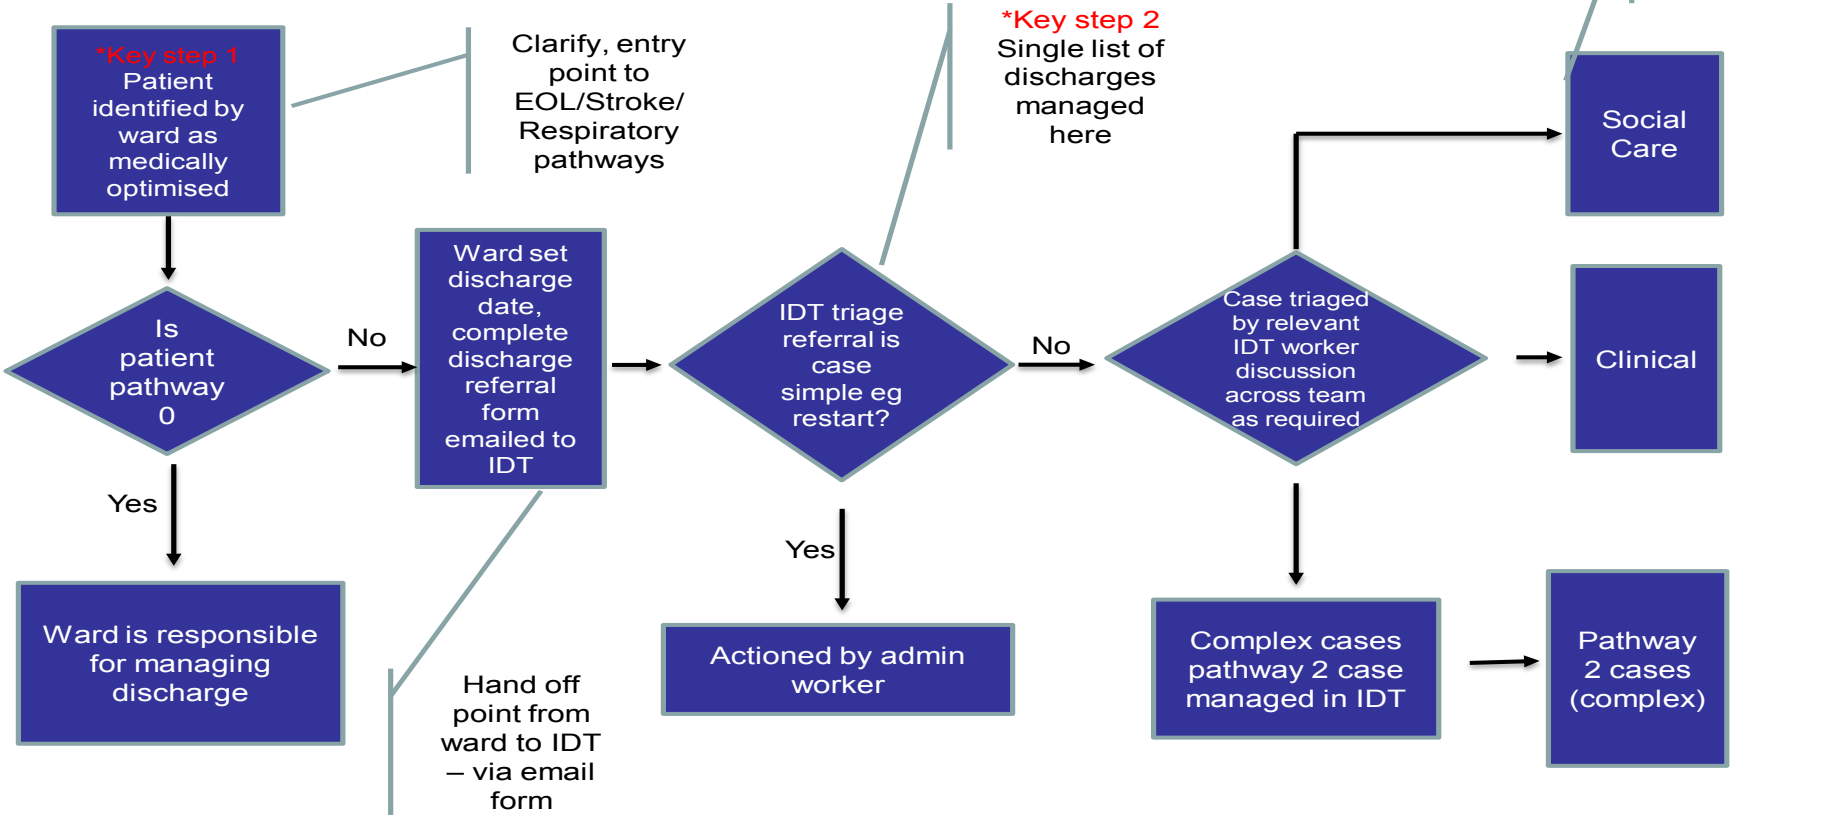 *Key step 1
Patient
identified by
ward as
medically
optimised
Clarify, entry
point to
EOL/Stroke/
Respiratory
pathways
*Key step 2
Single list of
discharges
managed
here
Social
Care
Is
patient
pathway
0
No
Ward set
discharge
date,
complete
discharge
referral
form
emailed to
IDT
IDT triage
referral is
case
simple eg
restart?
No
Case triaged
by relevant
IDT worker
discussion
across team
as required
Clinical
Yes
Ward is responsible
for managing
discharge
Hand off
point from
ward to IDT
– via email
form
Yes
Actioned by admin
worker
Complex cases
pathway 2 case
managed in IDT
Pathway
2 cases
(complex)